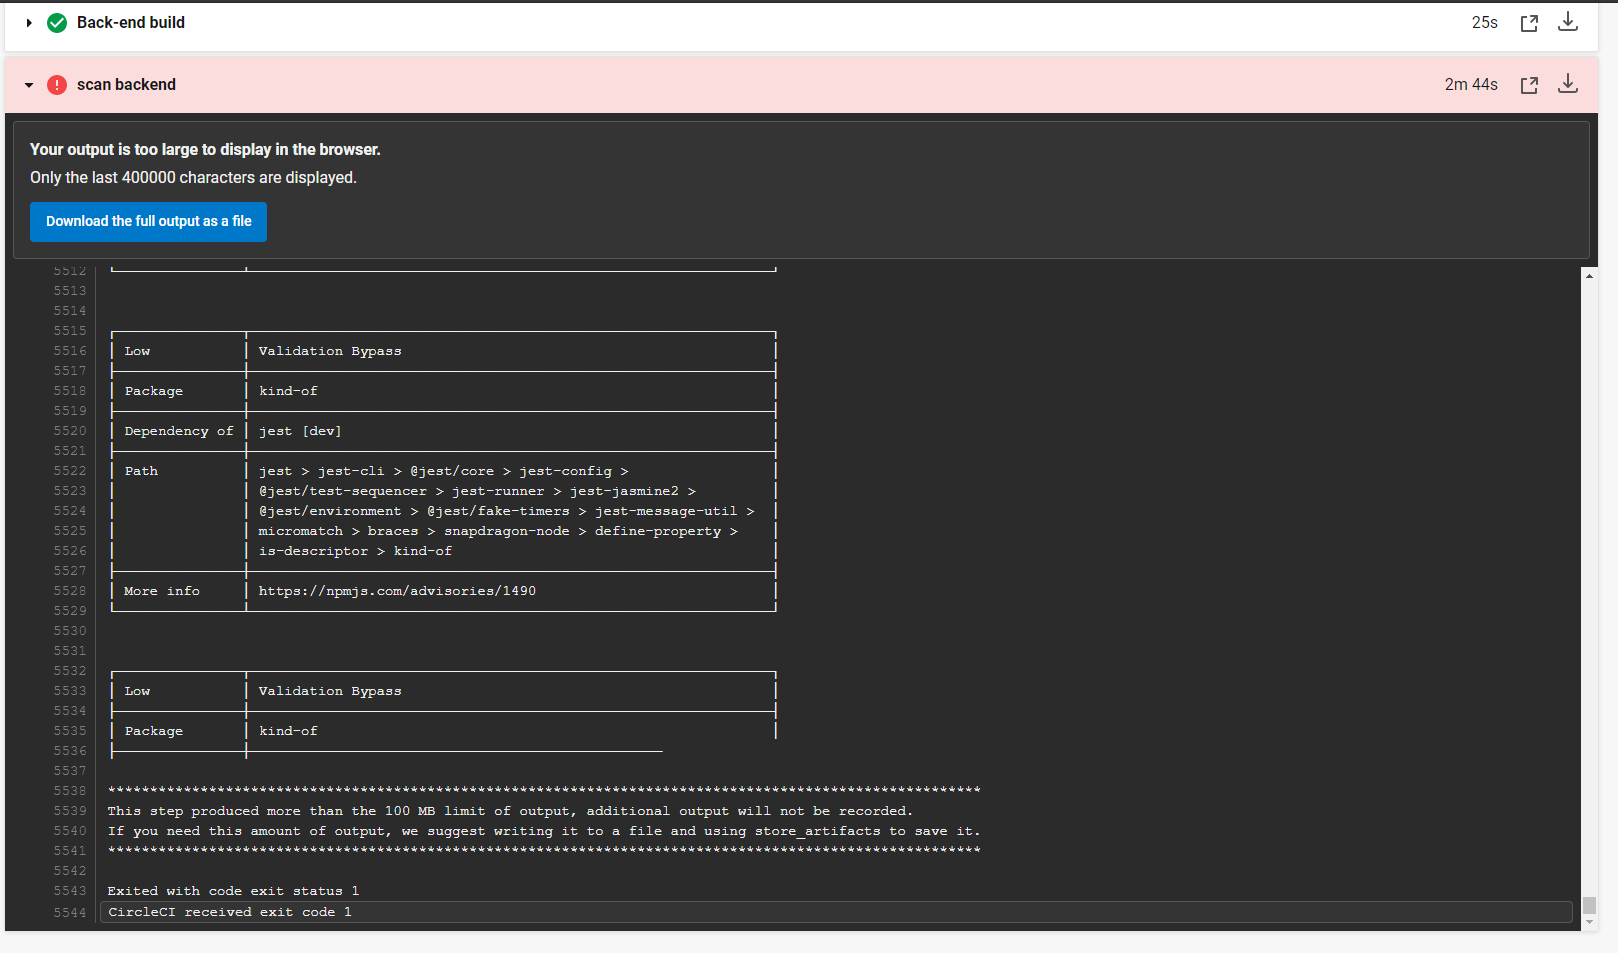 Back-end build 25s
scan backend 2m 44s
Your output is too large to display in the browser.
Only the last 400000 characters are displayed.
Download the full output as a file
5512
5513
5514
5515
5516 Low Validation Bypass
5517
5518 Package kind-of
5519
5520 Dependency of jest [dev]
5521
5522 Path jest > jest-cli > @jest/core > jest-config >
5523 @jest/test-sequencer > jest-runner > jest-jasmine2 >
5524 @jest/environment > @jest/fake-timers > jest-message-util >
5525 micromatch > braces > snapdragon-node > define-property >
5526 is-descriptor > kind-of
5527
5528 More info https://npmjs.com/advisories/1490
5529
5530
5531
5532
5533 Low Validation Bypass
5534
5535 Package kind-of
5536
5537
5538 ********************************************************************************************************
5539 This step produced more than the 100 MB limit of output, additional output will not be recorded.
5540 If you need this amount of output, we suggest writing it to a file and using store_artifacts to save it.
5541 ********************************************************************************************************
5542
5543 Exited with code exit status 1
5544 CircleCI received exit code 1